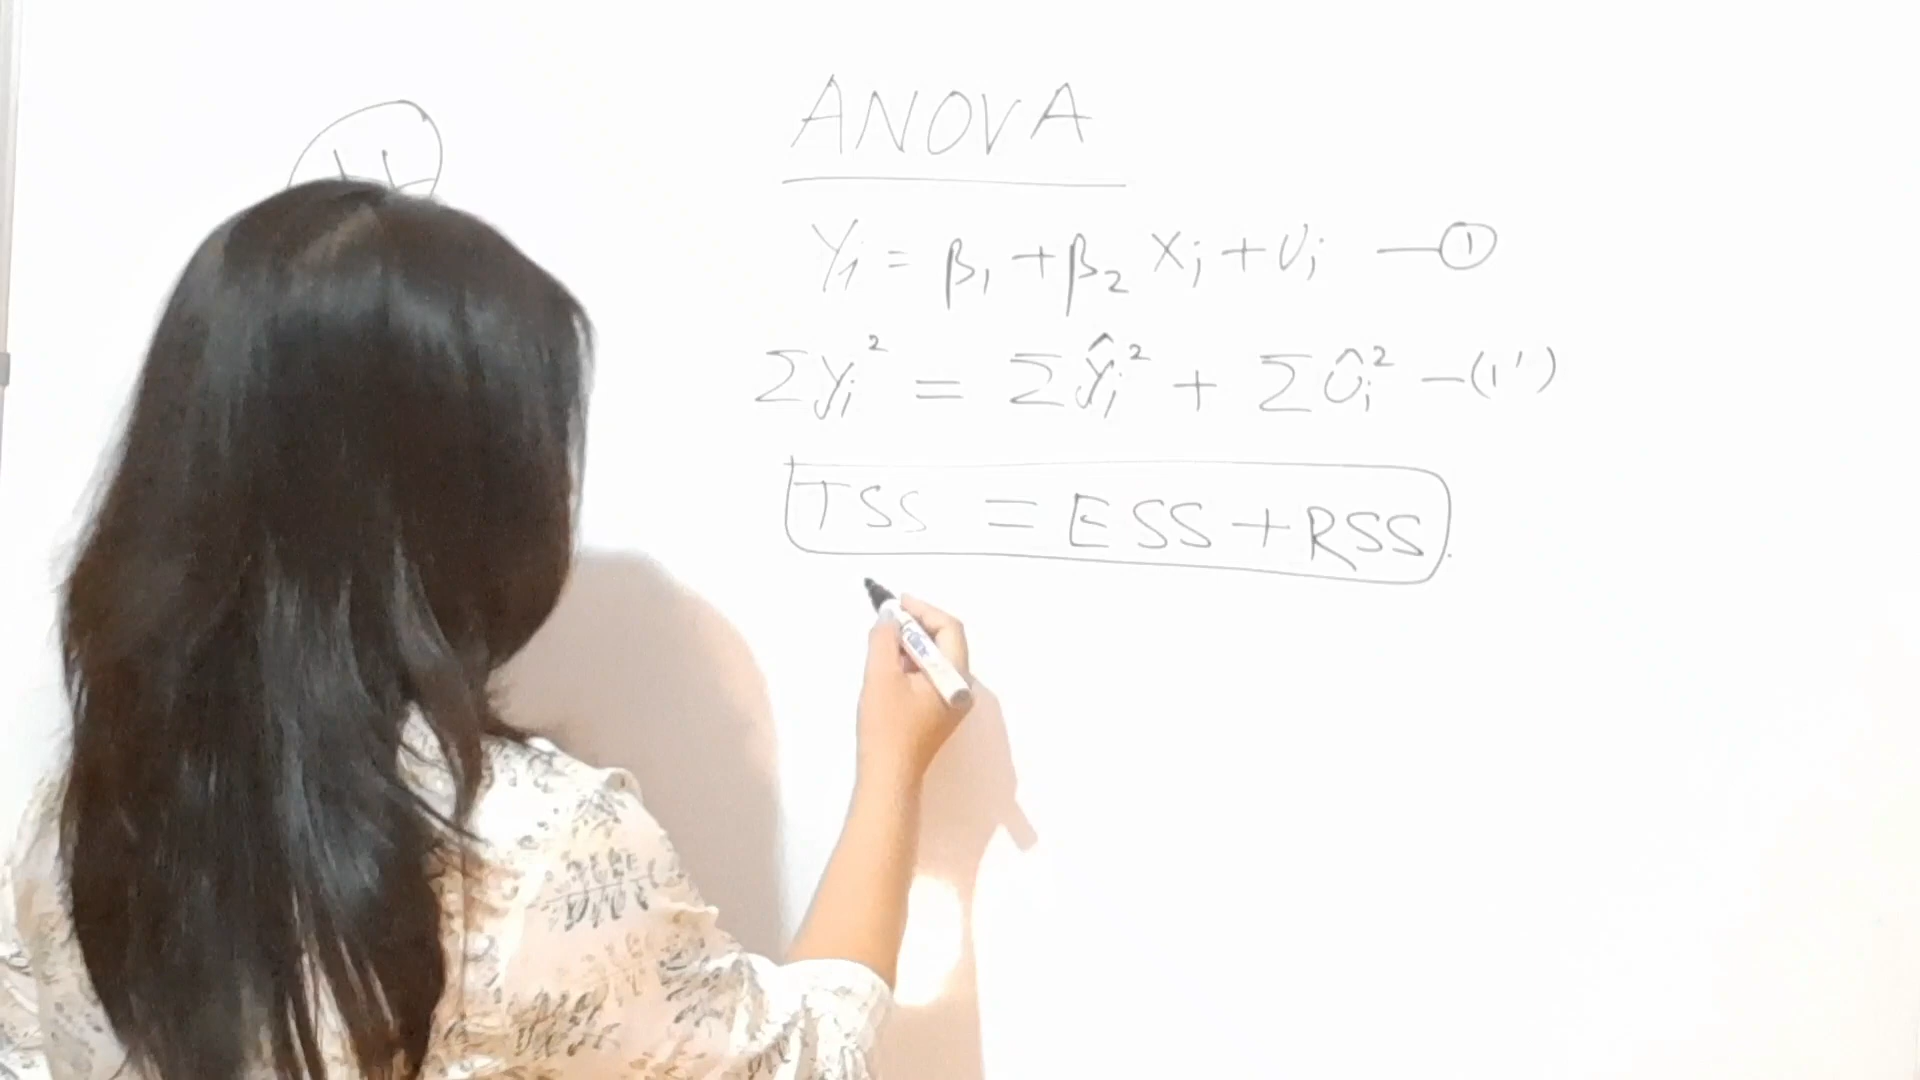 ANOVA
Yi = β1 + β2 Xi + Ui —①
Σyi² = Σŷi² + Σûi² –(1')
TSS = ESS + RSS.